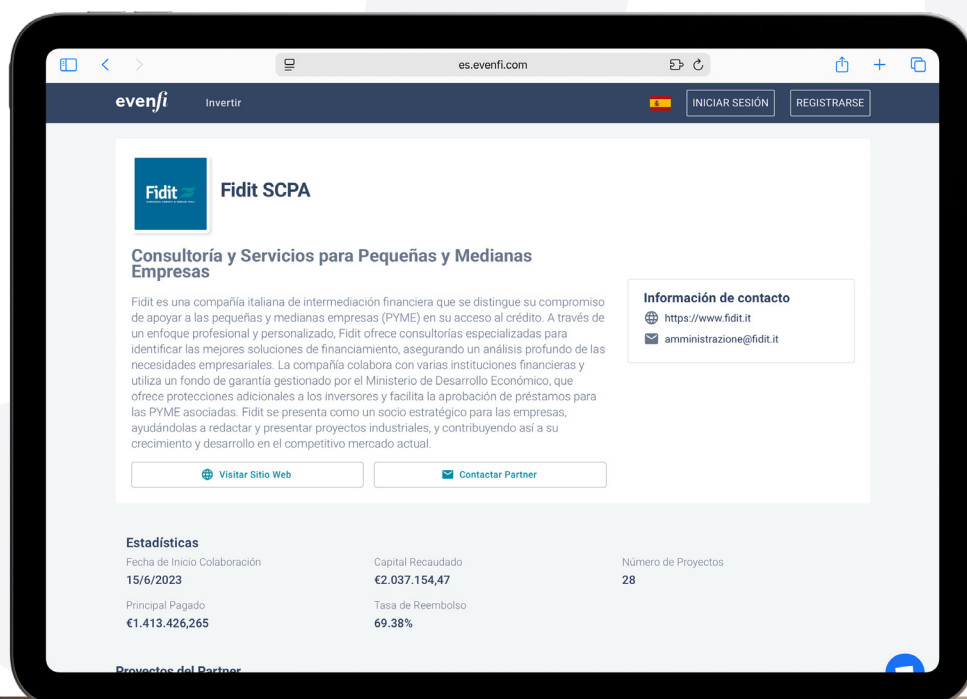 es.evenfi.com
evenfi
Invertir
INICIAR SESIÓN
REGISTRARSE
Fidit
Fidit SCPA
Consultoría y Servicios para Pequeñas y Medianas
Empresas
Fidit es una compañía italiana de intermediación financiera que se distingue su compromiso
de apoyar a las pequeñas y medianas empresas (PYME) en su acceso al crédito. A través de
un enfoque profesional y personalizado, Fidit ofrece consultorías especializadas para
identificar las mejores soluciones de financiamiento, asegurando un análisis profundo de las
necesidades empresariales. La compañía colabora con varias instituciones financieras y
utiliza un fondo de garantía gestionado por el Ministerio de Desarrollo Económico, que
ofrece protecciones adicionales a los inversores y facilita la aprobación de préstamos para
las PYME asociadas. Fidit se presenta como un socio estratégico para las empresas,
ayudándolas a redactar y presentar proyectos industriales, y contribuyendo así a su
crecimiento y desarrollo en el competitivo mercado actual.
Visitar Sitio Web
Contactar Partner
Información de contacto
https://www.fidit.it
amministrazione@fidit.it
Estadísticas
Fecha de Inicio Colaboración
15/6/2023
Capital Recaudado
€2.037.154,47
Número de Proyectos
28
Principal Pagado
€1.413.426,265
Tasa de Reembolso
69.38%
Proyectos del Partner